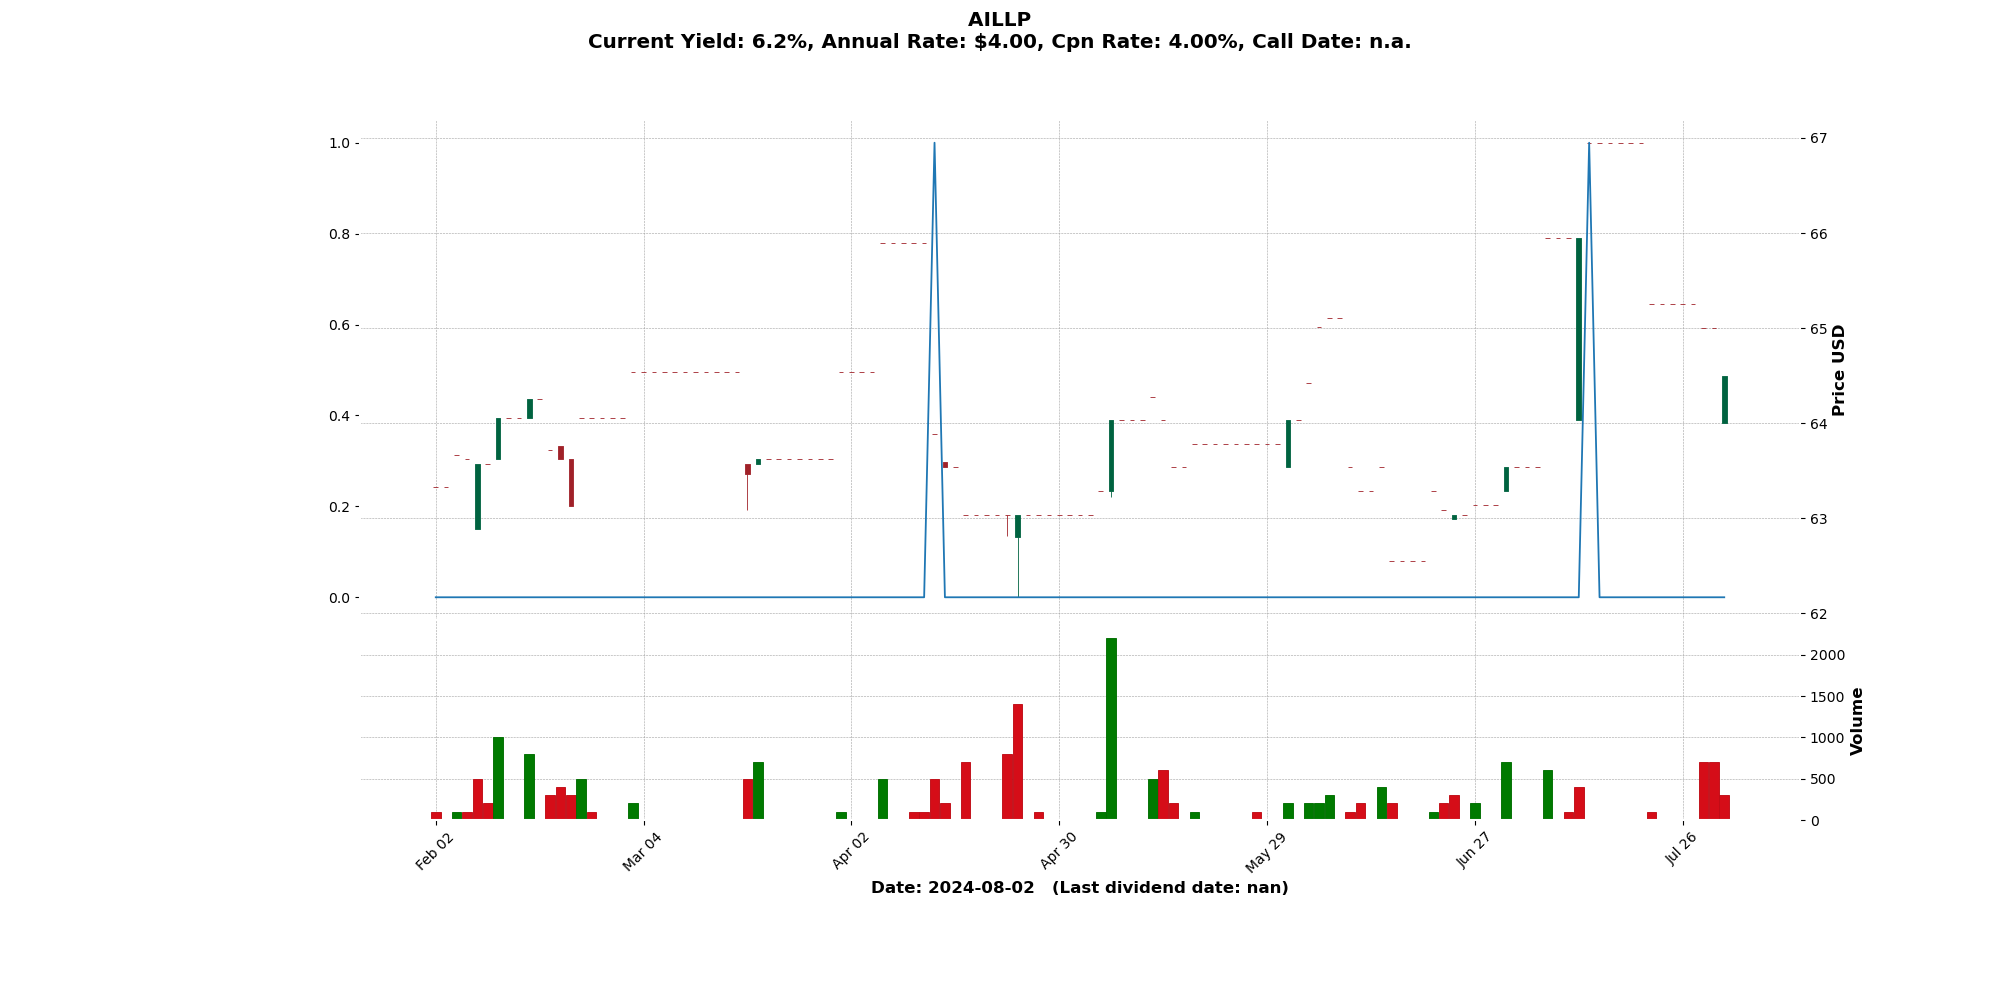 AILLP
Current Yield: 6.2%, Annual Rate: $4.00, Cpn Rate: 4.00%, Call Date: n.a.
1.0
0.8
0.6
0.4
0.2
0.0
67
66
65
64
63
62
Price USD
2000
1500
1000
500
0
Volume
Feb 02
Mar 04
Apr 02
Apr 30
May 29
Jun 27
Jul 26
Date: 2024-08-02   (Last dividend date: nan)